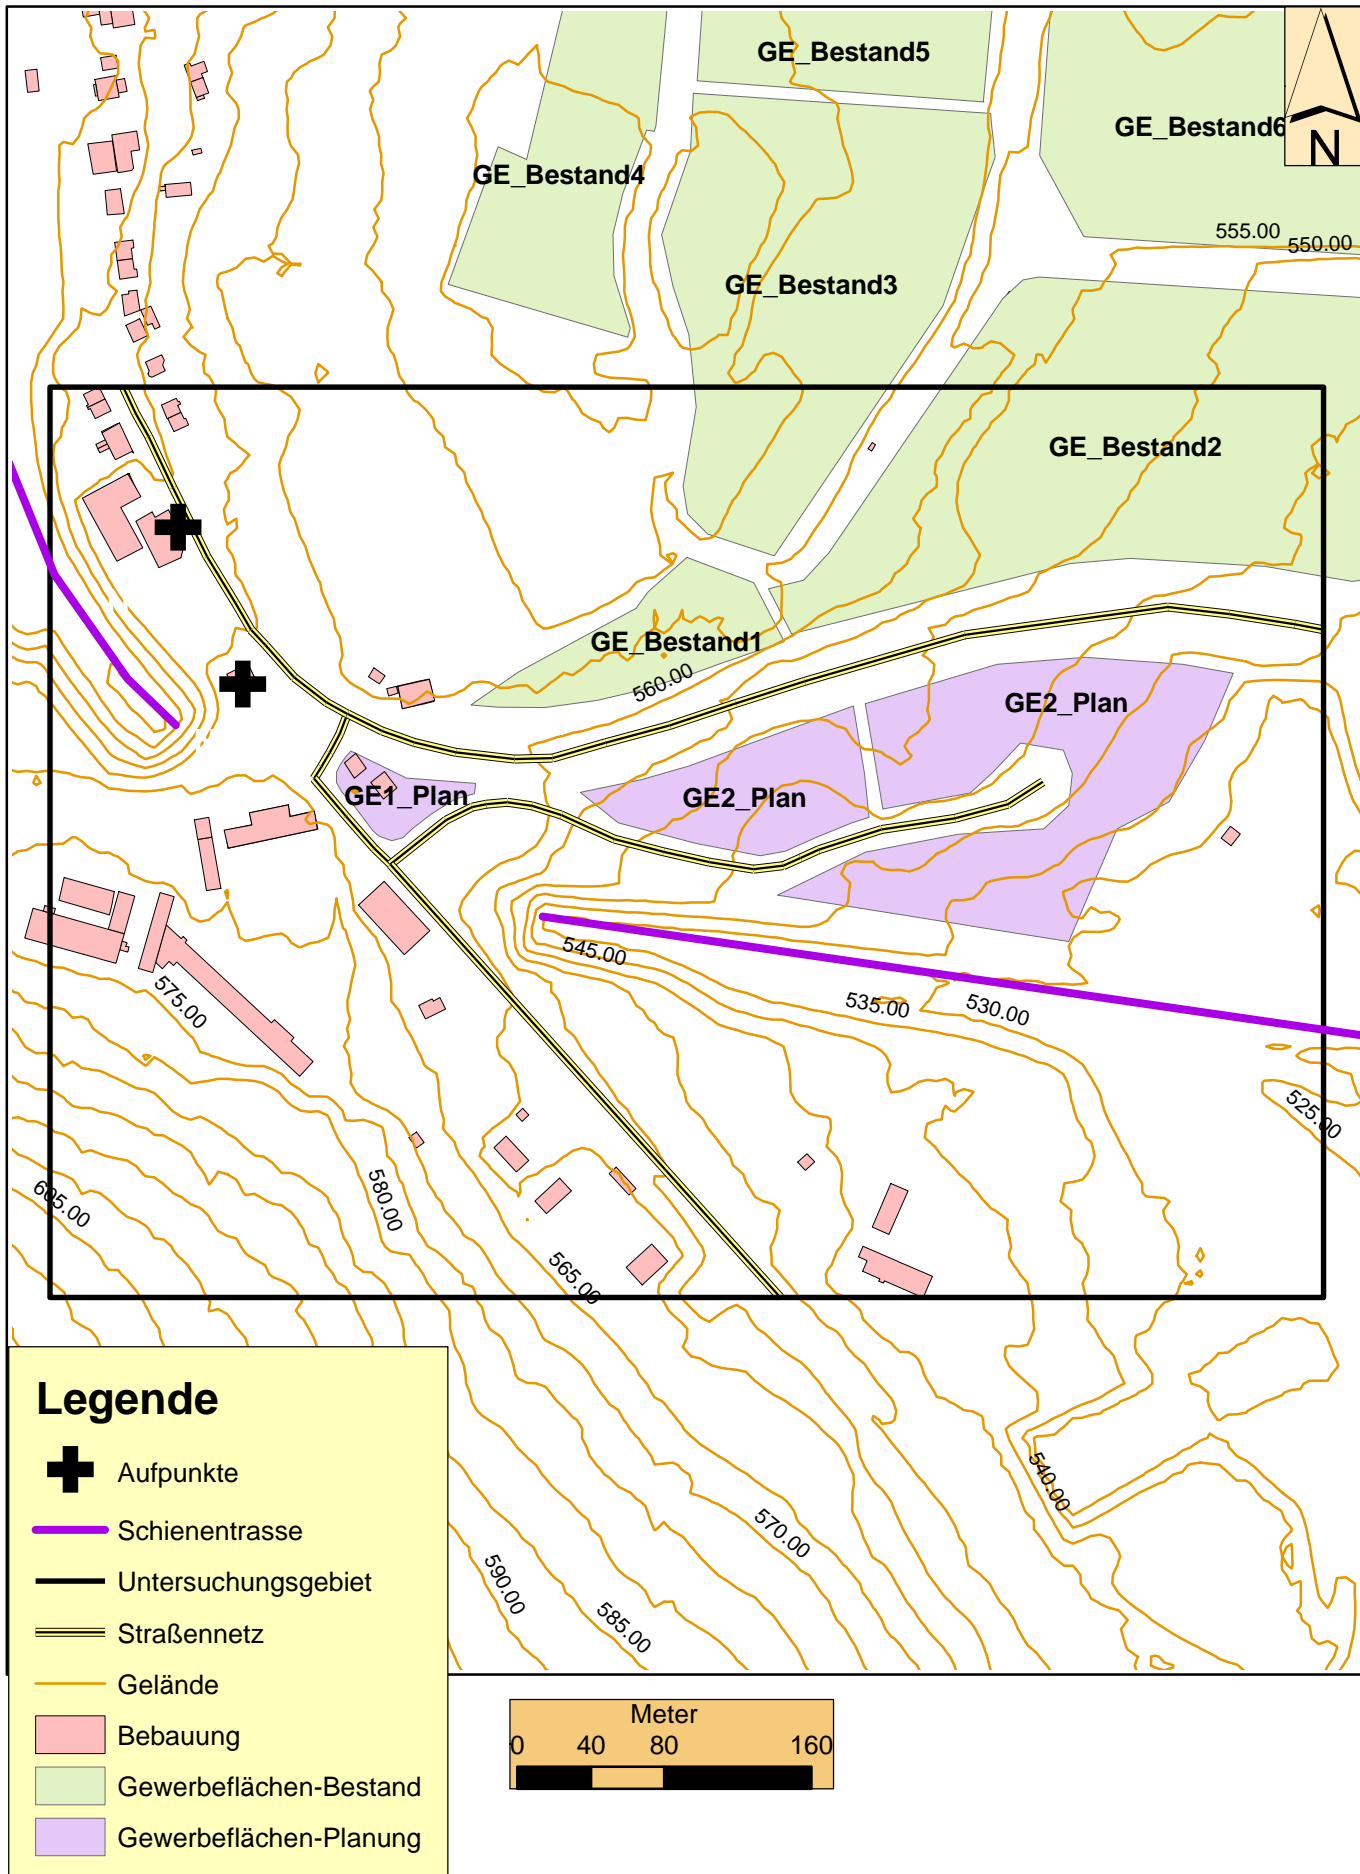 GE_Bestand5
GE_Bestand6
N
GE_Bestand4
555.00
550.00
GE_Bestand3
GE_Bestand2
GE_Bestand1
560.00
GE2_Plan
GE1_Plan
GE2_Plan
545.00
575.00
535.00
530.00
525.00
580.00
605.00
565.00
540.00
570.00
590.00
585.00
Legende
Aufpunkte
Schienentrasse
Untersuchungsgebiet
Straßennetz
Gelände
Bebauung
Gewerbeflächen-Bestand
Gewerbeflächen-Planung
Meter
0 40 80 160